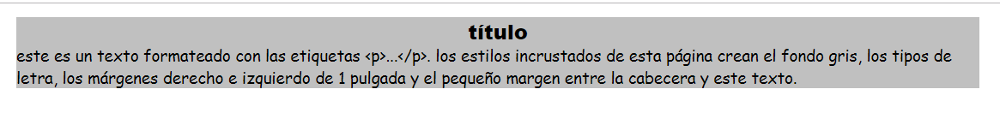 título
este es un texto formateado con las etiquetas <p>...</p>. los estilos incrustados de esta página crean el fondo gris, los tipos de
letra, los márgenes derecho e izquierdo de 1 pulgada y el pequeño margen entre la cabecera y este texto.